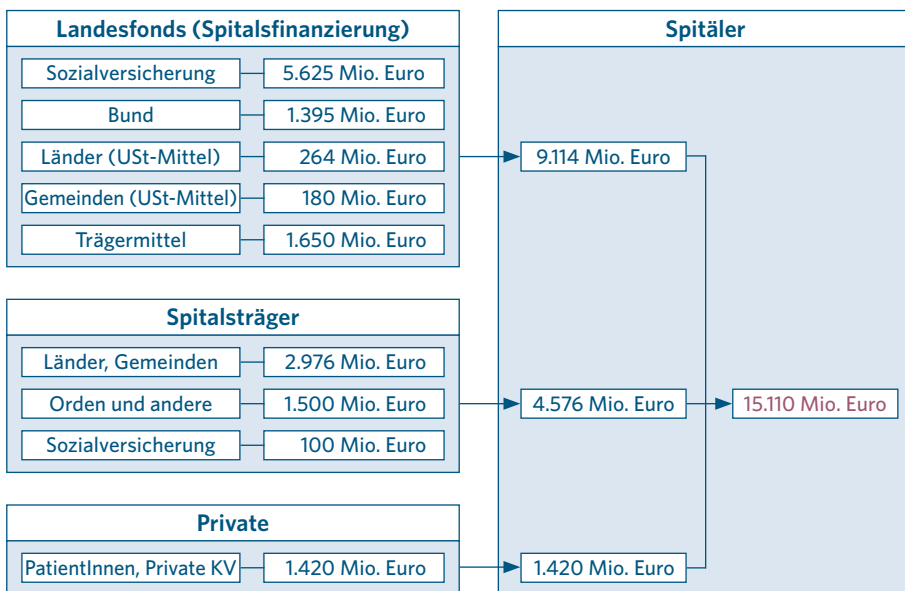 Landesfonds (Spitalsfinanzierung)
Sozialversicherung 5.625 Mio. Euro
Bund 1.395 Mio. Euro
Länder (USt-Mittel) 264 Mio. Euro
Gemeinden (USt-Mittel) 180 Mio. Euro
Trägermittel 1.650 Mio. Euro
Spitalsträger
Länder, Gemeinden 2.976 Mio. Euro
Orden und andere 1.500 Mio. Euro
Sozialversicherung 100 Mio. Euro
Private
PatientInnen, Private KV 1.420 Mio. Euro
Spitäler
9.114 Mio. Euro
4.576 Mio. Euro
15.110 Mio. Euro
1.420 Mio. Euro